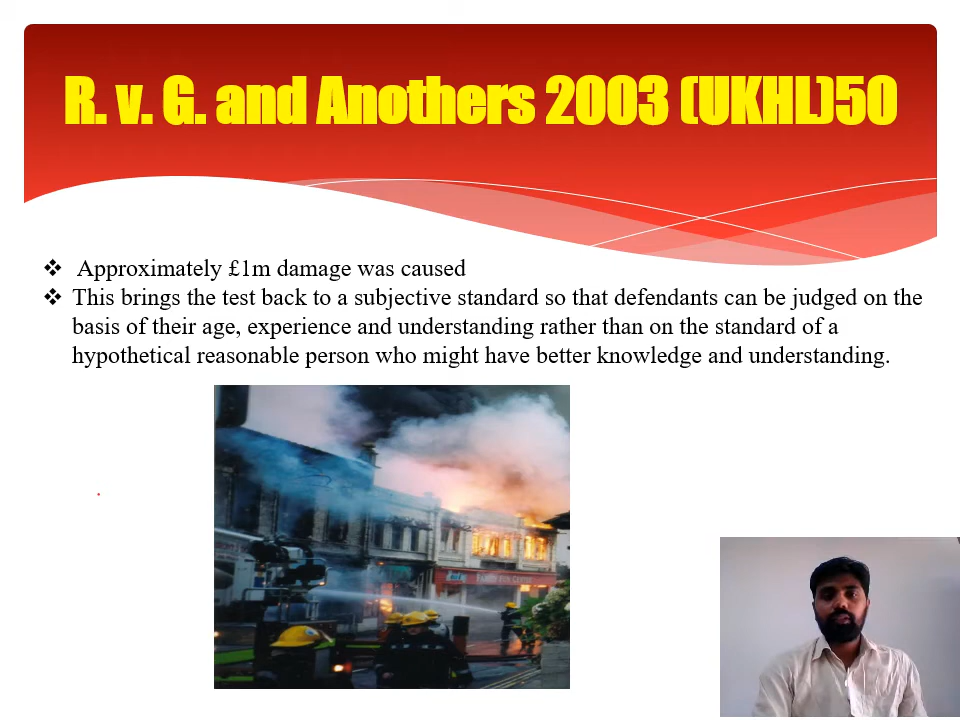 R. v. G. and Anothers 2003 (UKHL)50
❖ Approximately £1m damage was caused
❖ This brings the test back to a subjective standard so that defendants can be judged on the
basis of their age, experience and understanding rather than on the standard of a
hypothetical reasonable person who might have better knowledge and understanding.